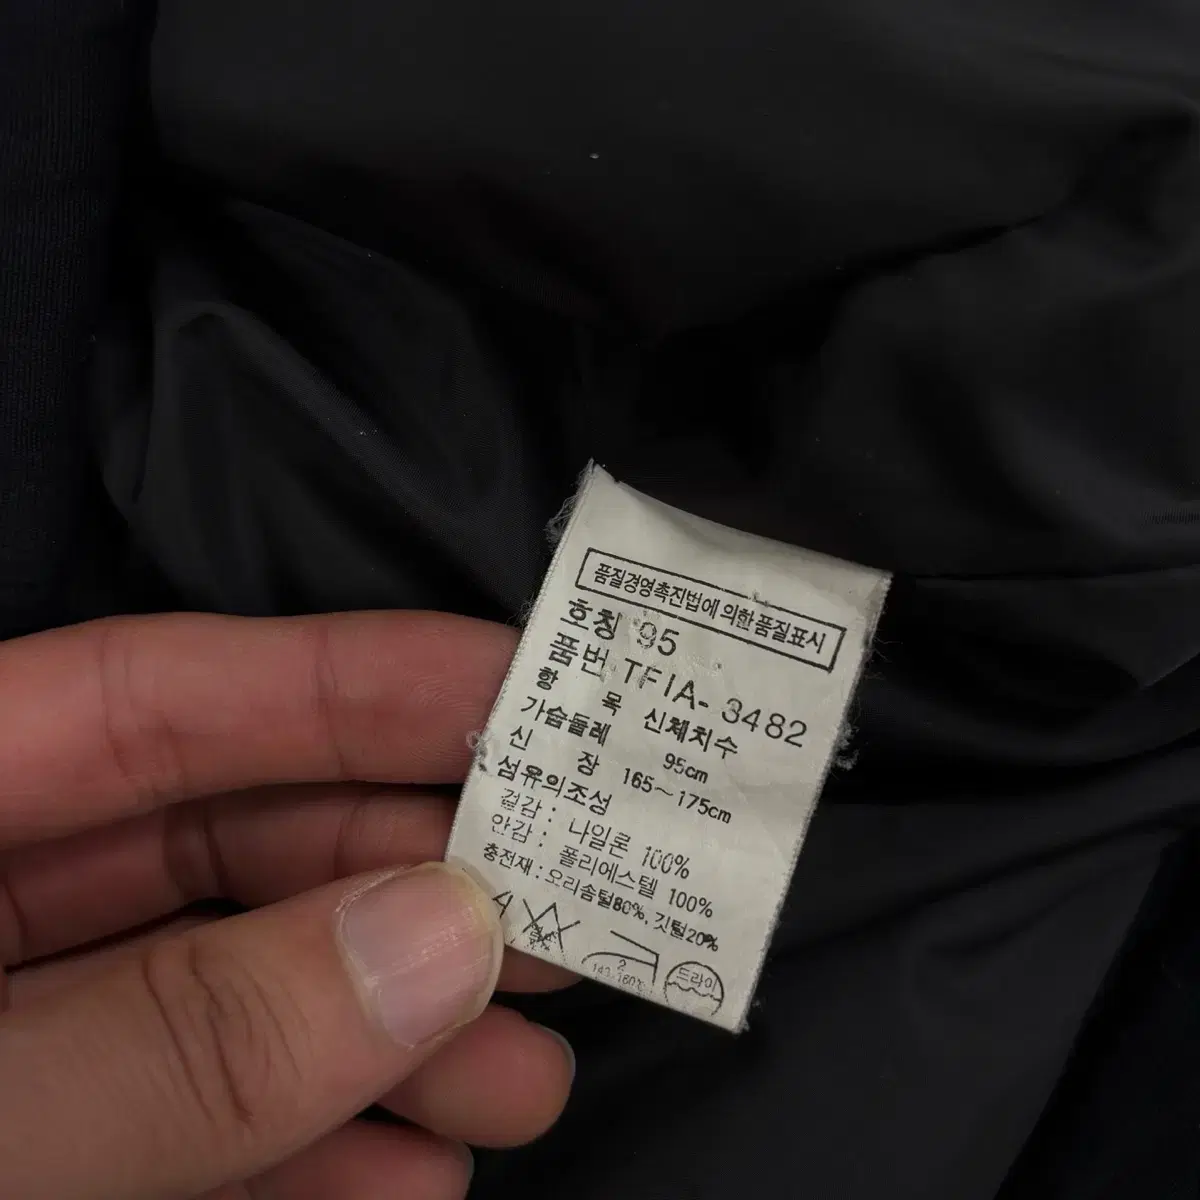 품질경영촉진법에 의한 품질표시
호칭 95
품번 TFIA-3482
항 목 신체치수
가슴둘레 95cm
신 장 165~175cm
섬유의조성
겉감: 나일론 100%
안감: 폴리에스텔 100%
충전재: 오리솜털80%, 깃털20%
2
드라이